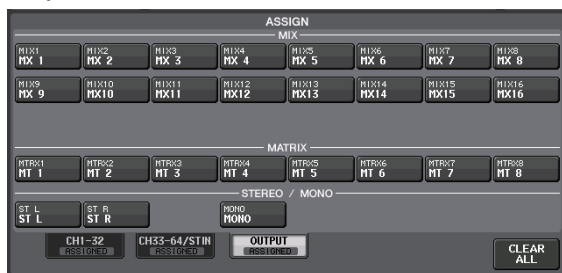 ASSIGN
MIX
MIX1 MIX2 MIX3 MIX4 MIX5 MIX6 MIX7 MIX8
MX 1 MX 2 MX 3 MX 4 MX 5 MX 6 MX 7 MX 8
MIX9 MIX10 MIX11 MIX12 MIX13 MIX14 MIX15 MIX16
MX 9 MX10 MX11 MX12 MX13 MX14 MX15 MX16
MATRIX
MTRX1 MTRX2 MTRX3 MTRX4 MTRX5 MTRX6 MTRX7 MTRX8
MT 1 MT 2 MT 3 MT 4 MT 5 MT 6 MT 7 MT 8
STEREO / MONO
ST L ST R MONO
ST L ST R MONO
CH1-32 CH33-64/STIN OUTPUT
ASSIGNED ASSIGNED ASSIGNED
CLEAR
ALL